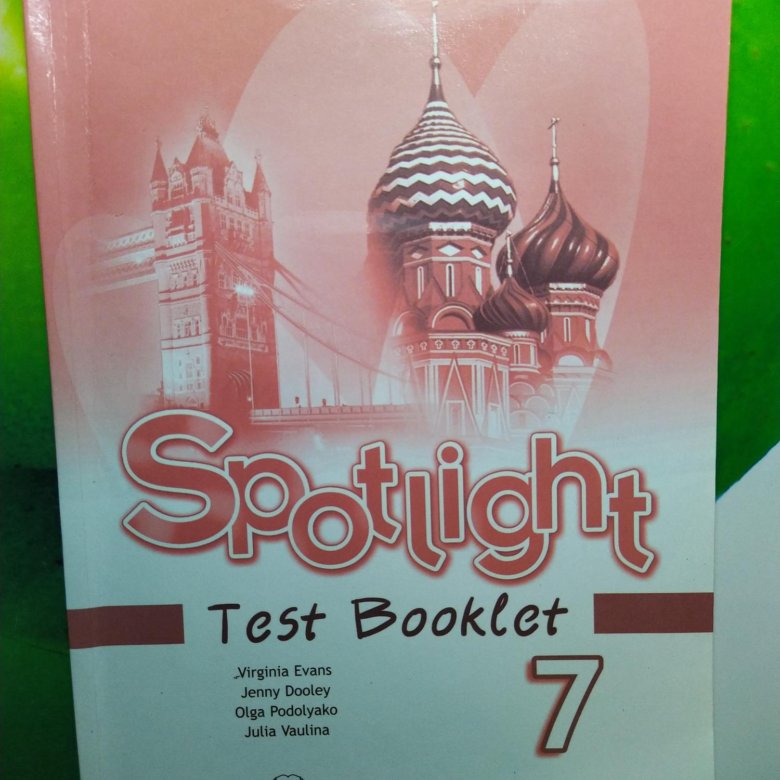 Spotlight
Test Booklet
Virginia Evans
Jenny Dooley
Olga Podolyako
Julia Vaulina
7